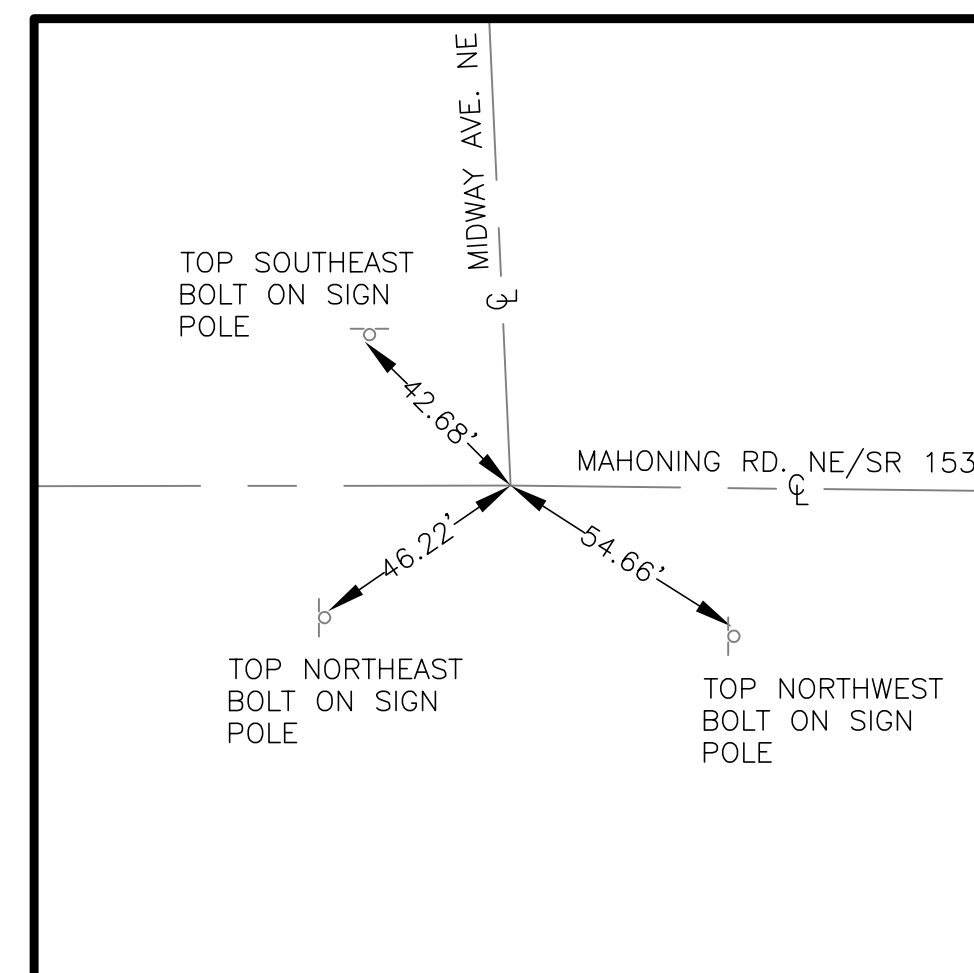 MIDWAY AVE. NE
TOP SOUTHEAST
BOLT ON SIGN
POLE
℄
42.68'
MAHONING RD. NE/SR 153
℄
46.22'
54.66'
TOP NORTHEAST
BOLT ON SIGN
POLE
TOP NORTHWEST
BOLT ON SIGN
POLE